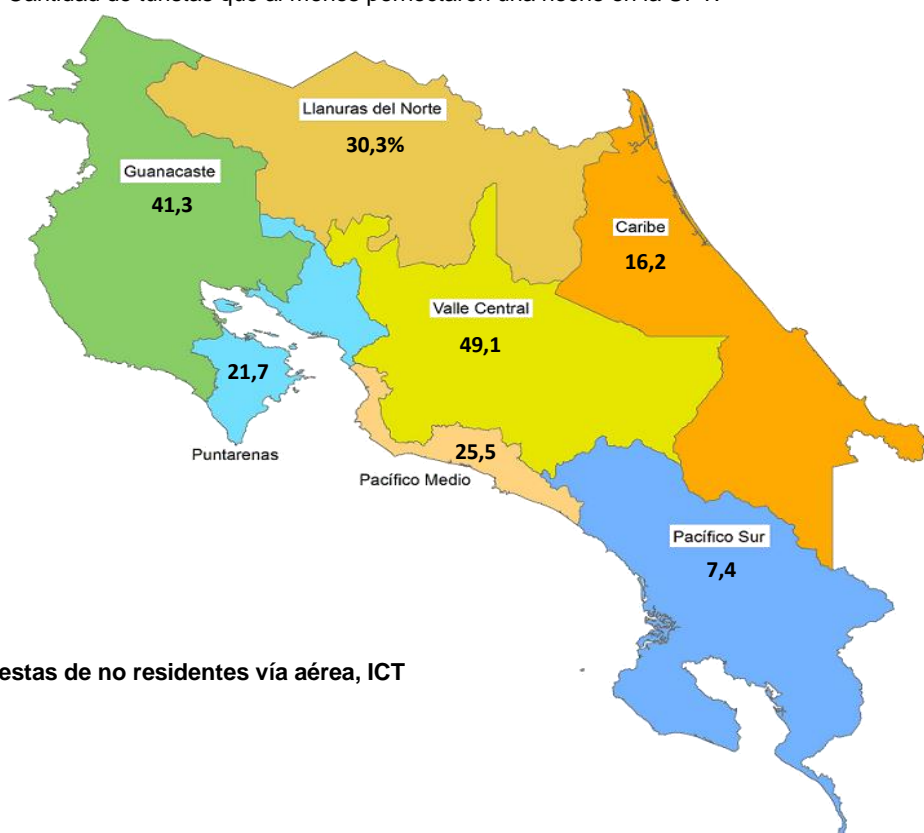 Llanuras del Norte
30,3%
Guanacaste
41,3
Caribe
16,2
Valle Central
49,1
21,7
Puntarenas
25,5
Pacífico Medio
Pacífico Sur
7,4
estas de no residentes vía aérea, ICT